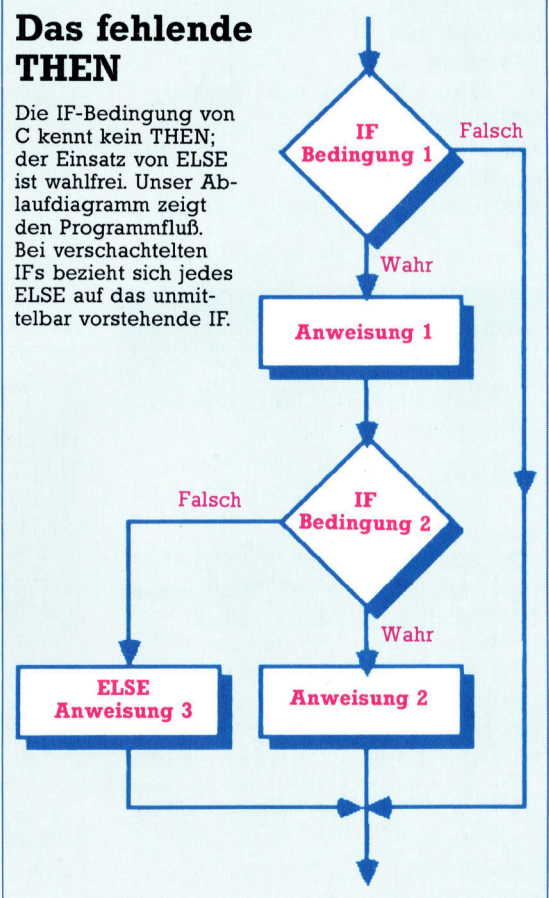 Das fehlende
THEN
Die IF-Bedingung von
C kennt kein THEN;
der Einsatz von ELSE
ist wahlfrei. Unser Ab-
laufdiagramm zeigt
den Programmfluß.
Bei verschachtelten
IFs bezieht sich jedes
ELSE auf das unmit-
telbar vorstehende IF.
IF
Bedingung 1
Falsch
Wahr
Anweisung 1
IF
Bedingung 2
Falsch
Wahr
ELSE
Anweisung 3
Anweisung 2